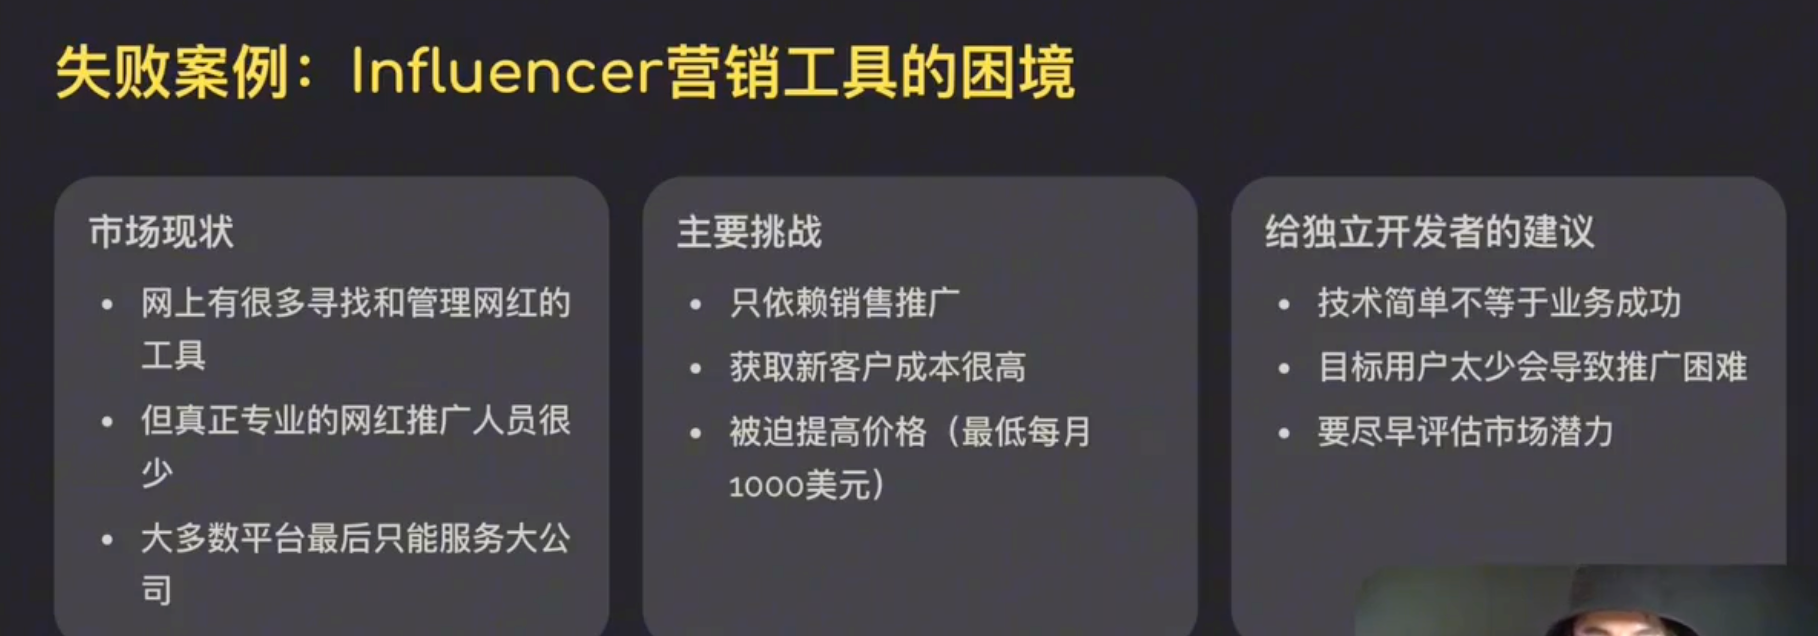 失败案例：Influencer营销工具的困境
市场现状
• 网上有很多寻找和管理网红的
工具
• 但真正专业的网红推广人员很
少
• 大多数平台最后只能服务大公
司
主要挑战
• 只依赖销售推广
• 获取新客户成本很高
• 被迫提高价格（最低每月
1000美元）
给独立开发者的建议
• 技术简单不等于业务成功
• 目标用户太少会导致推广困难
• 要尽早评估市场潜力